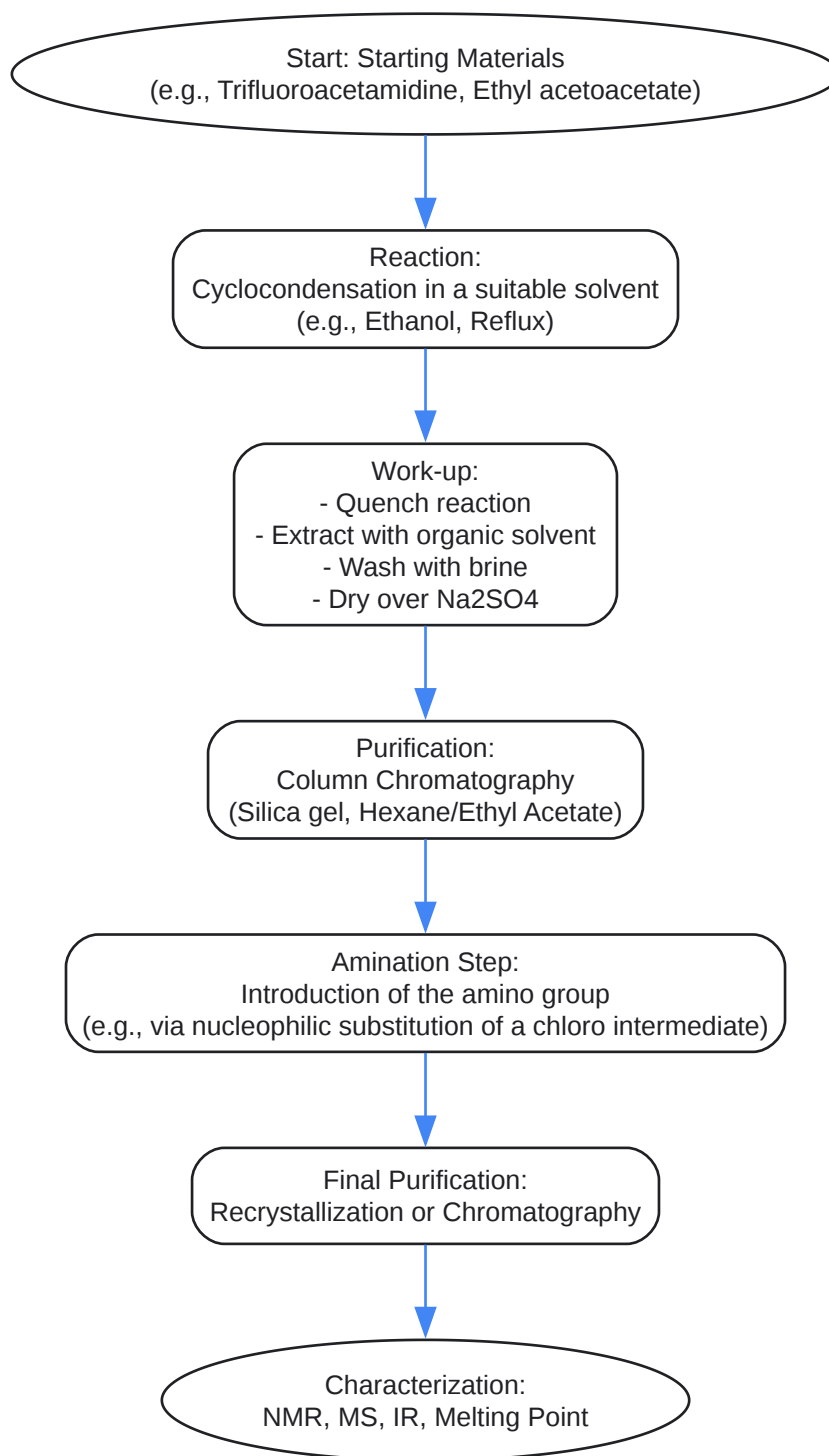 Start: Starting Materials
(e.g., Trifluoroacetamidine, Ethyl acetoacetate)
Reaction:
Cyclocondensation in a suitable solvent
(e.g., Ethanol, Reflux)
Work-up:
- Quench reaction
- Extract with organic solvent
- Wash with brine
- Dry over Na2SO4
Purification:
Column Chromatography
(Silica gel, Hexane/Ethyl Acetate)
Amination Step:
Introduction of the amino group
(e.g., via nucleophilic substitution of a chloro intermediate)
Final Purification:
Recrystallization or Chromatography
Characterization:
NMR, MS, IR, Melting Point